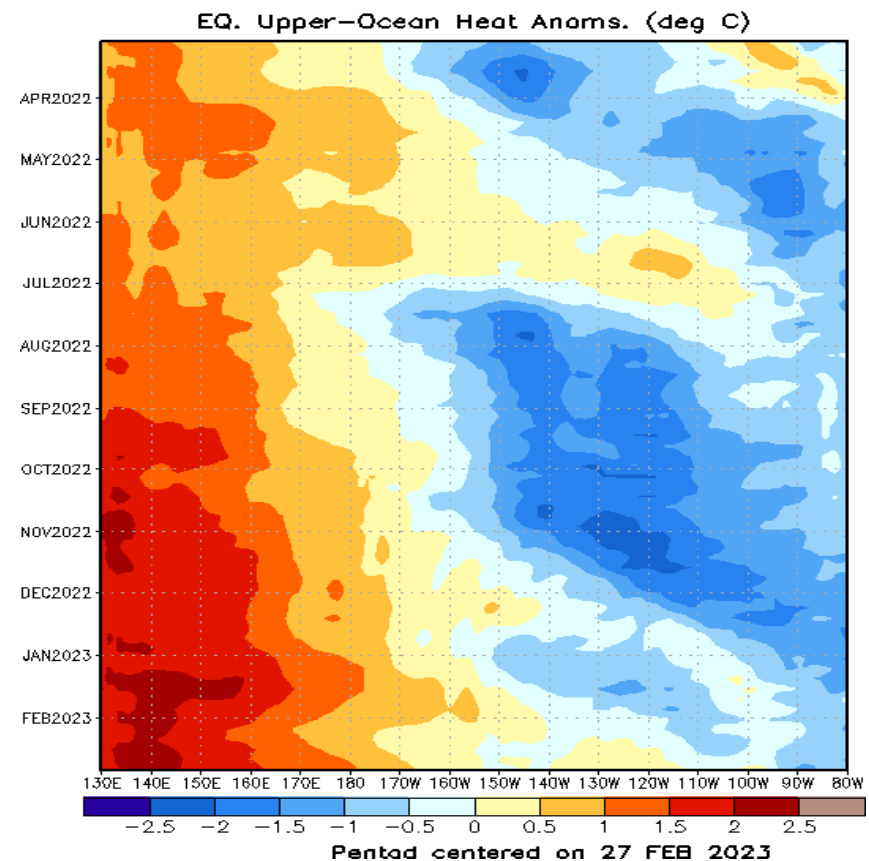 EQ. Upper-Ocean Heat Anoms. (deg C)
APR2022
MAY2022
JUN2022
JUL2022
AUG2022
SEP2022
OCT2022
NOV2022
DEC2022
JAN2023
FEB2023
130E 140E 150E 160E 170E 180 170W 160W 150W 140W 130W 120W 110W 100W 90W 80W
-2.5 -2 -1.5 -1 -0.5 0 0.5 1 1.5 2 2.5
Pentad centered on 27 FEB 2023